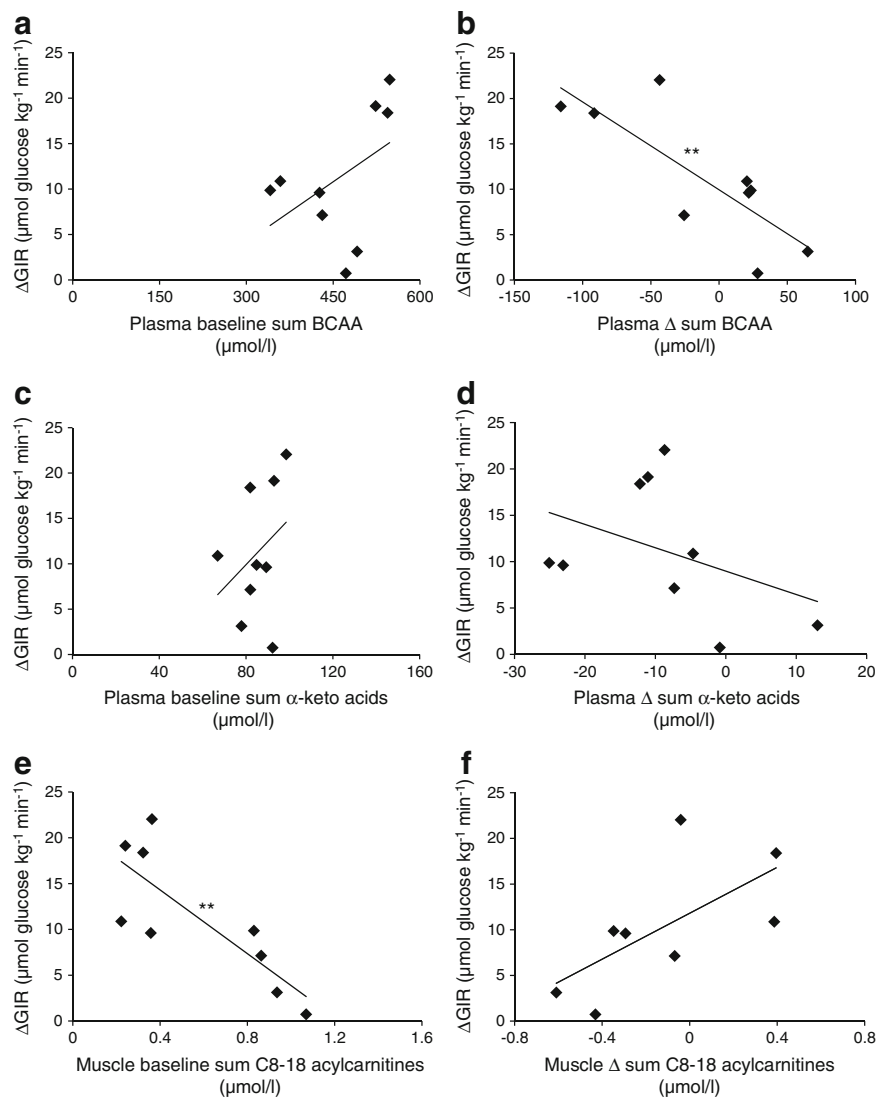 a
ΔGIR (µmol glucose kg⁻¹ min⁻¹)
25
20
15
10
5
0
0 150 300 450 600
Plasma baseline sum BCAA
(µmol/l)
b
ΔGIR (µmol glucose kg⁻¹ min⁻¹)
25
20
15
10
5
0
**
-150 -100 -50 0 50 100
Plasma Δ sum BCAA
(µmol/l)
c
ΔGIR (µmol glucose kg⁻¹ min⁻¹)
25
20
15
10
5
0
0 40 80 120 160
Plasma baseline sum α-keto acids
(µmol/l)
d
ΔGIR (µmol glucose kg⁻¹ min⁻¹)
25
20
15
10
5
0
-30 -20 -10 0 10 20
Plasma Δ sum α-keto acids
(µmol/l)
e
ΔGIR (µmol glucose kg⁻¹ min⁻¹)
25
20
15
10
5
0
**
0 0.4 0.8 1.2 1.6
Muscle baseline sum C8-18 acylcarnitines
(µmol/l)
f
ΔGIR (µmol glucose kg⁻¹ min⁻¹)
25
20
15
10
5
0
-0.8 -0.4 0 0.4 0.8
Muscle Δ sum C8-18 acylcarnitines
(µmol/l)